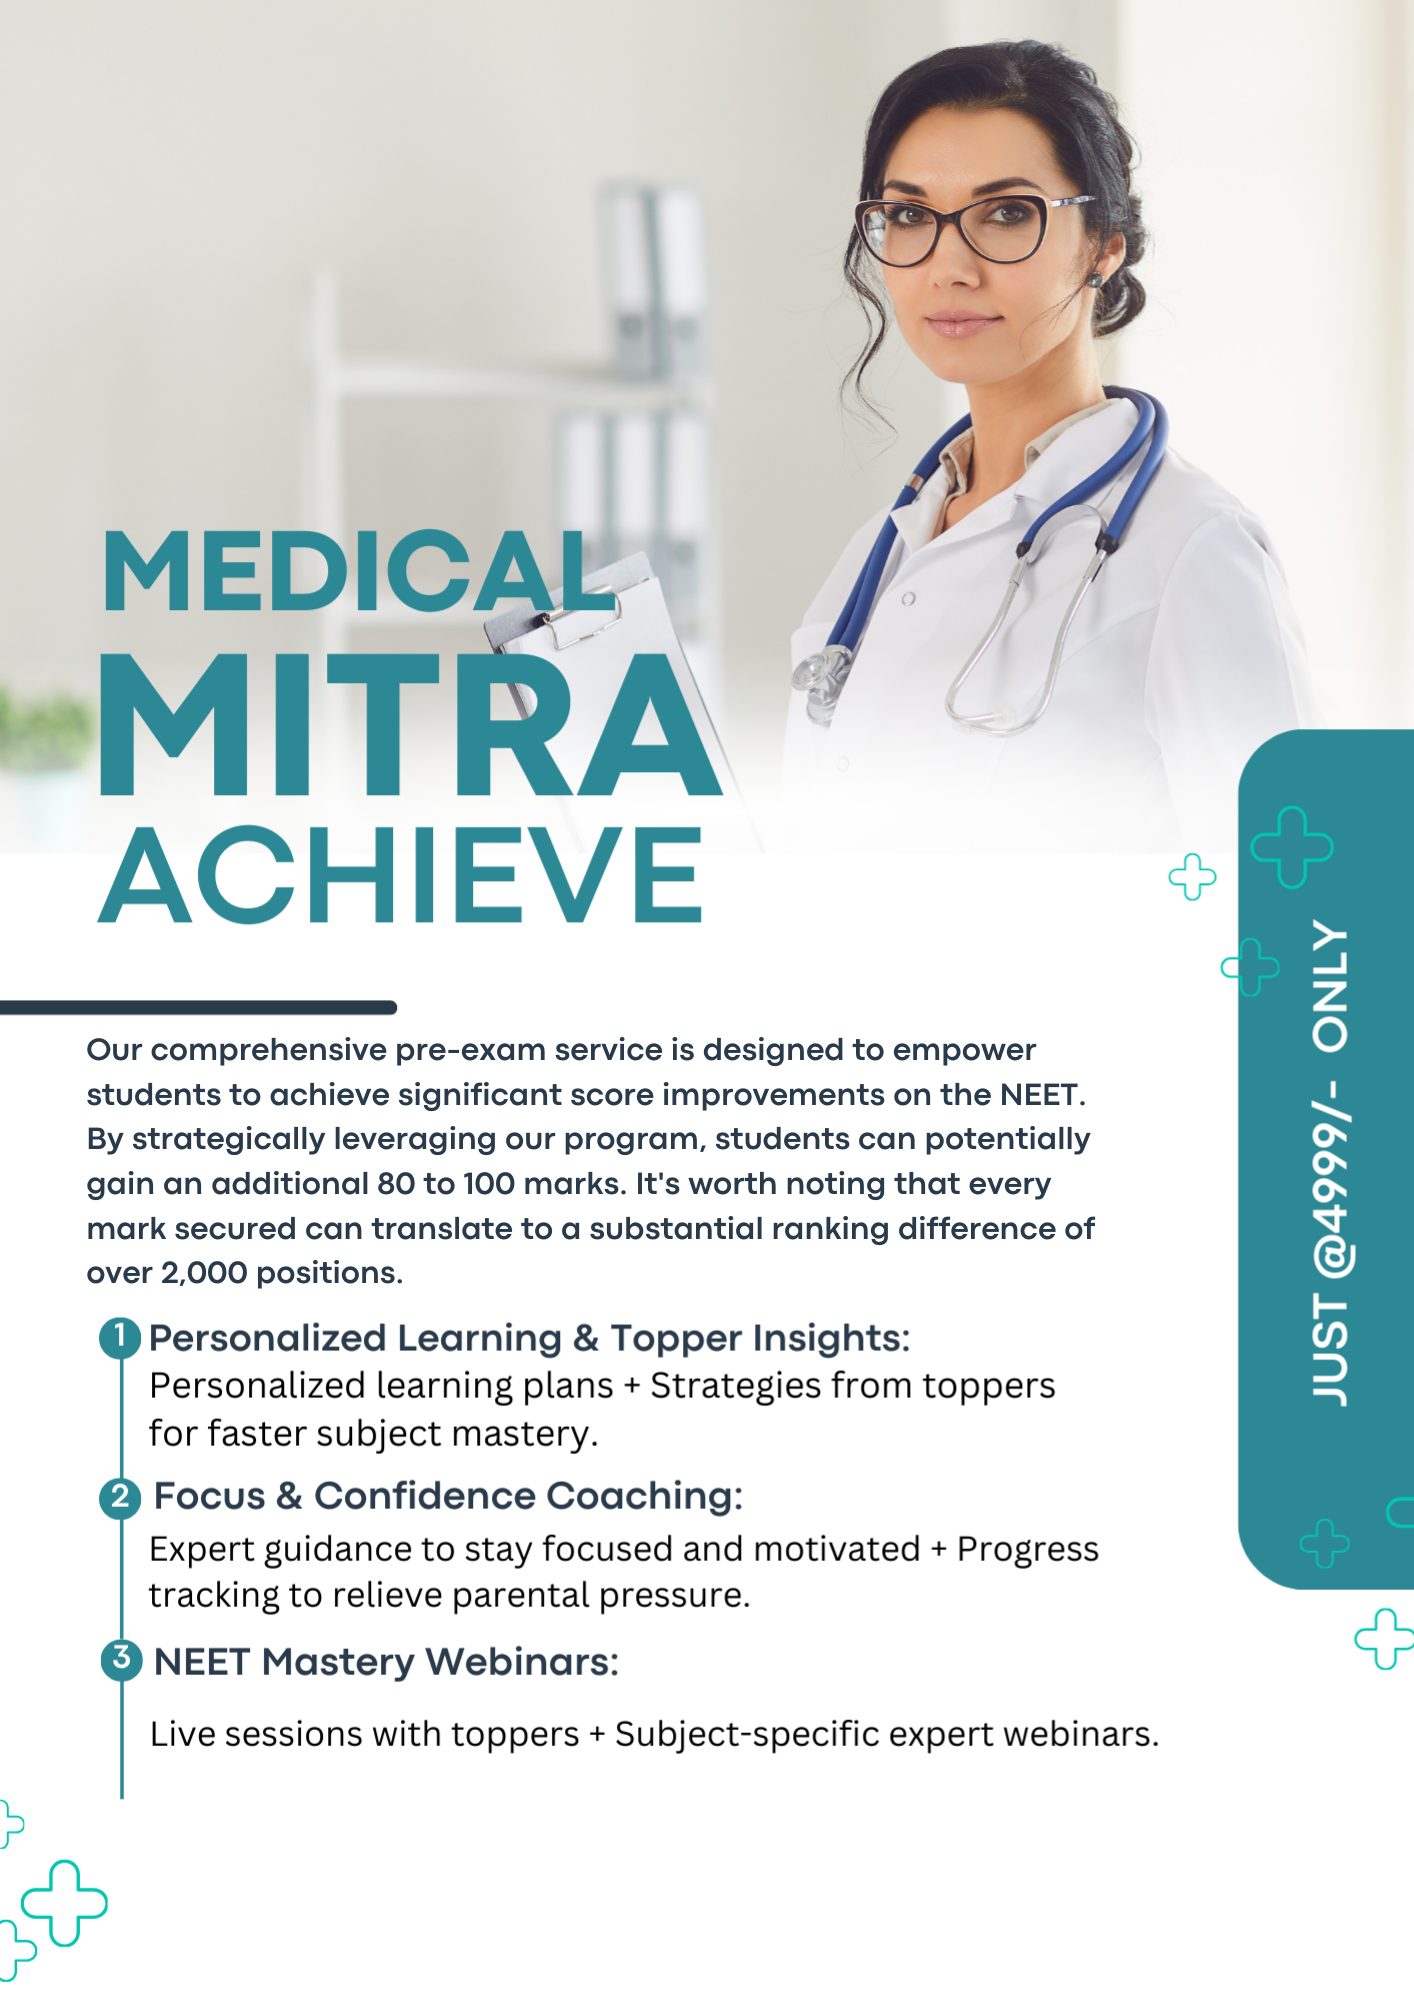 MEDICAL
MITRA
ACHIEVE
JUST @4999/- ONLY
Our comprehensive pre-exam service is designed to empower
students to achieve significant score improvements on the NEET.
By strategically leveraging our program, students can potentially
gain an additional 80 to 100 marks. It's worth noting that every
mark secured can translate to a substantial ranking difference of
over 2,000 positions.
1 Personalized Learning & Topper Insights:
Personalized learning plans + Strategies from toppers
for faster subject mastery.
2 Focus & Confidence Coaching:
Expert guidance to stay focused and motivated + Progress
tracking to relieve parental pressure.
3 NEET Mastery Webinars:
Live sessions with toppers + Subject-specific expert webinars.